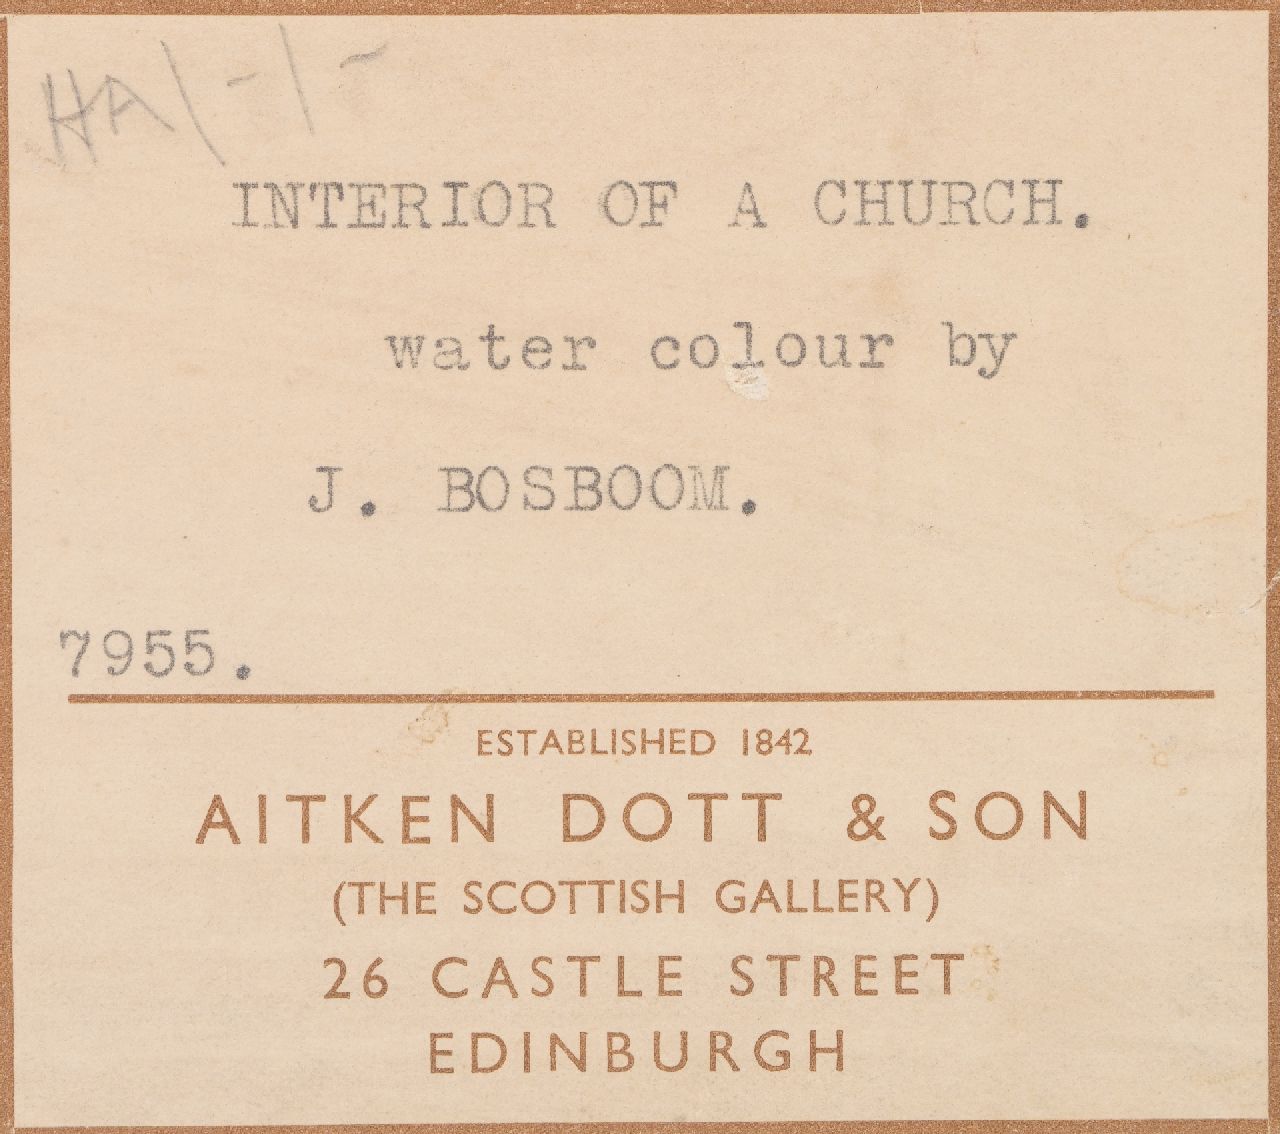 HA/-/-
INTERIOR OF A CHURCH.
water colour by
J. BOSBOOM.
7955.
ESTABLISHED 1842
AITKEN DOTT & SON
(THE SCOTTISH GALLERY)
26 CASTLE STREET
EDINBURGH